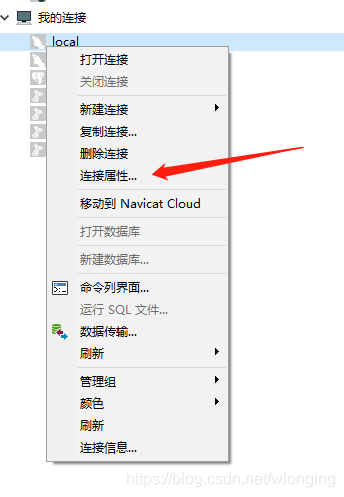 我的连接
local
打开连接
关闭连接
新建连接
复制连接...
删除连接
连接属性...
移动到 Navicat Cloud
打开数据库
新建数据库...
命令列界面...
运行 SQL 文件...
数据传输...
刷新
管理组
颜色
刷新
连接信息...
https://blog.csdn.net/wlonging